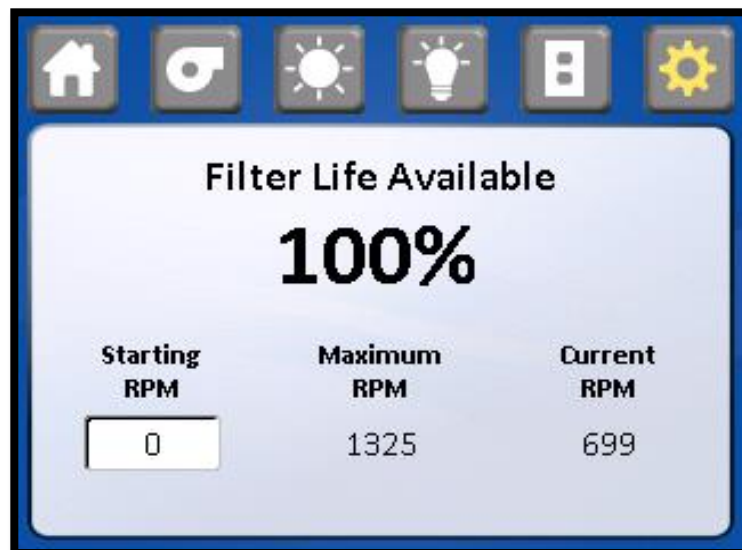 Filter Life Available
100%
Starting RPM
Maximum RPM
Current RPM
0
1325
699